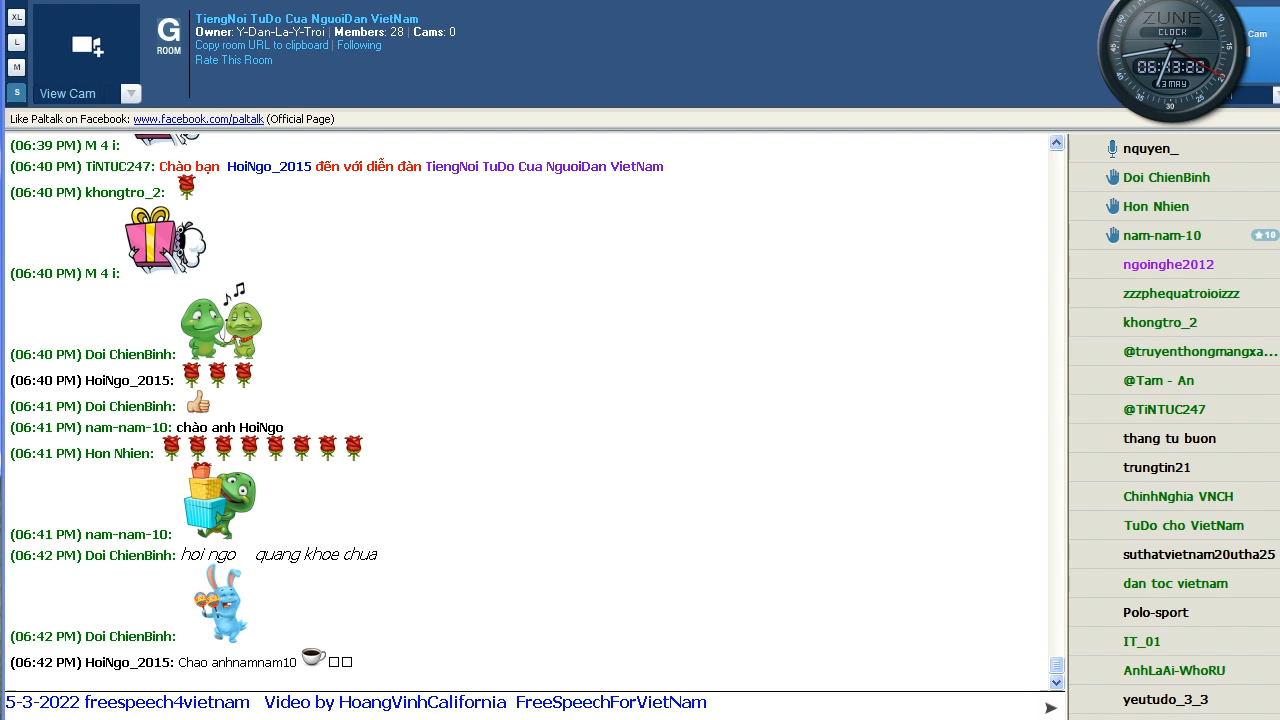 XL
L
M
S
View Cam
G
ROOM
TiengNoi TuDo Cua NguoiDan VietNam
Owner: Y-Dan-La-Y-Troi | Members: 28 | Cams: 0
Copy room URL to clipboard | Following
Rate This Room
ZUNE
CLOCK
06:43:20
Cam
Like Paltalk on Facebook: www.facebook.com/paltalk (Official Page)
(06:39 PM) M 4 i:
(06:40 PM) TiNTUC247: Chào bạn HoiNgo_2015 đến với diễn đàn TiengNoi TuDo Cua NguoiDan VietNam
(06:40 PM) khongtro_2:
(06:40 PM) M 4 i:
(06:40 PM) Doi ChienBinh:
(06:40 PM) HoiNgo_2015:
(06:41 PM) Doi ChienBinh:
(06:41 PM) nam-nam-10: chào anh HoiNgo
(06:41 PM) Hon Nhien:
(06:41 PM) nam-nam-10:
(06:42 PM) Doi ChienBinh: hoi ngo quang khoe chua
(06:42 PM) Doi ChienBinh:
(06:42 PM) HoiNgo_2015: Chao anhnamnam10
5-3-2022 freespeech4vietnam Video by HoangVinhCalifornia FreeSpeechForVietNam
nquyen_
Doi ChienBinh
Hon Nhien
nam-nam-10 10
ngoinghe2012
zzzphequatroioizzz
khongtro_2
@truyenthongmangxa...
@Tam - An
@TiNTUC247
thang tu buon
trungtin21
ChinhNghia VNCH
TuDo cho VietNam
suthatvietnam20utha25
dan toc vietnam
Polo-sport
IT_01
AnhLaAi-WhoRU
yeutudo_3_3